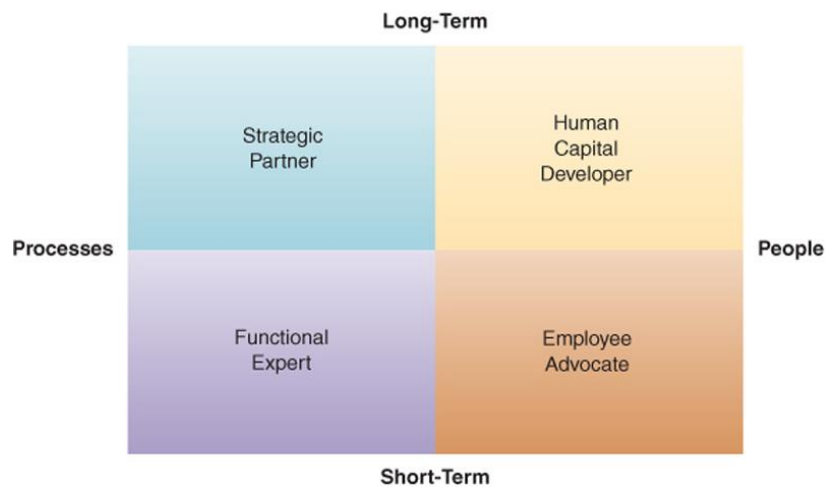 Long-Term
Strategic
Partner
Human
Capital
Developer
Processes
People
Functional
Expert
Employee
Advocate
Short-Term